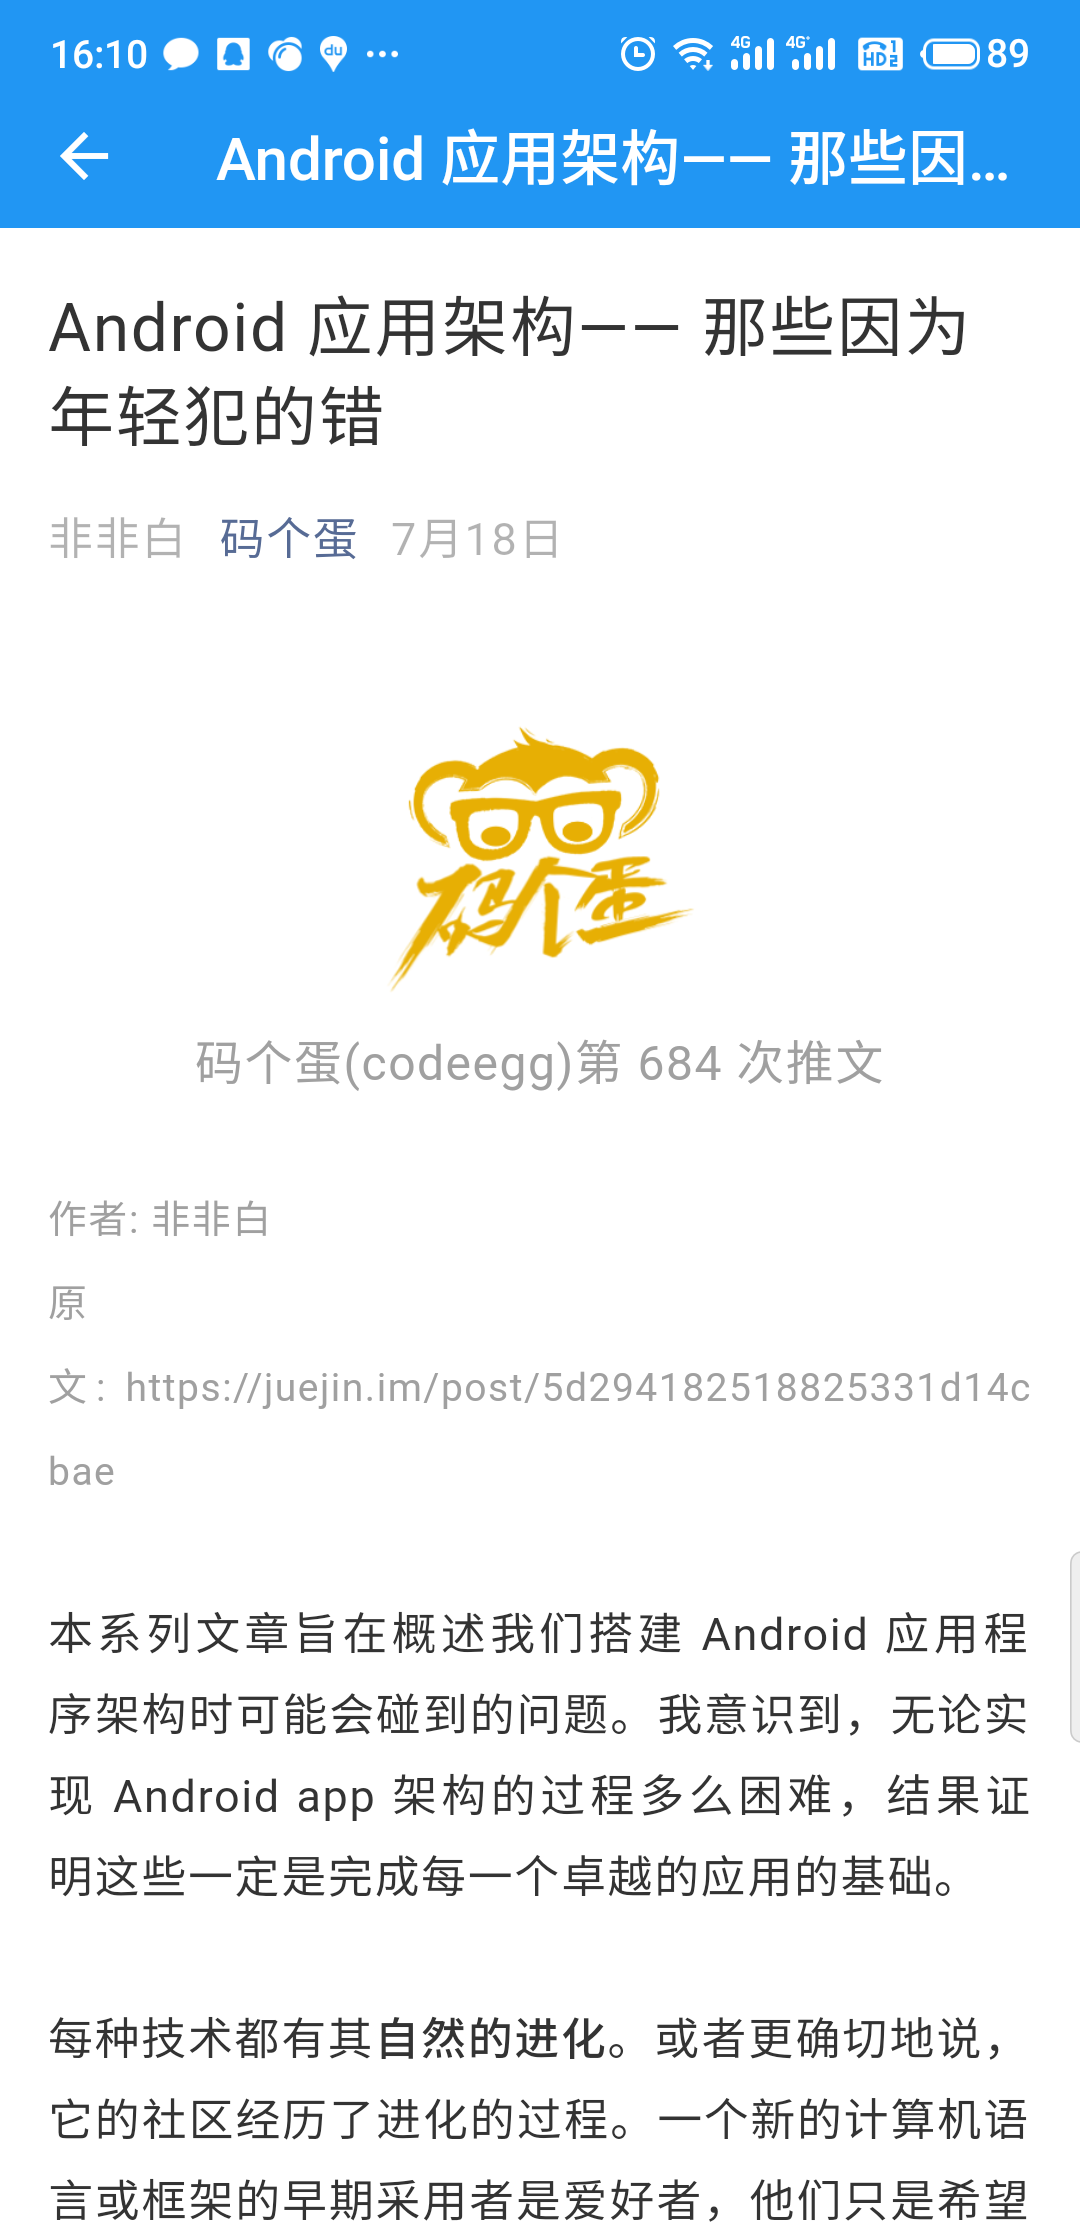 16:10 du ... 4G 4G+ HD 1 2 89
Android 应用架构—— 那些因...
Android 应用架构—— 那些因为
年轻犯的错
非非白 码个蛋 7月18日
码个蛋
码个蛋(codeegg)第 684 次推文
作者: 非非白
原
文: https://juejin.im/post/5d294182518825331d14c
bae
本系列文章旨在概述我们搭建 Android 应用程
序架构时可能会碰到的问题。我意识到，无论实
现 Android app 架构的过程多么困难，结果证
明这些一定是完成每一个卓越的应用的基础。
每种技术都有其自然的进化。或者更确切地说，
它的社区经历了进化的过程。一个新的计算机语
言或框架的早期采用者是爱好者，他们只是希望